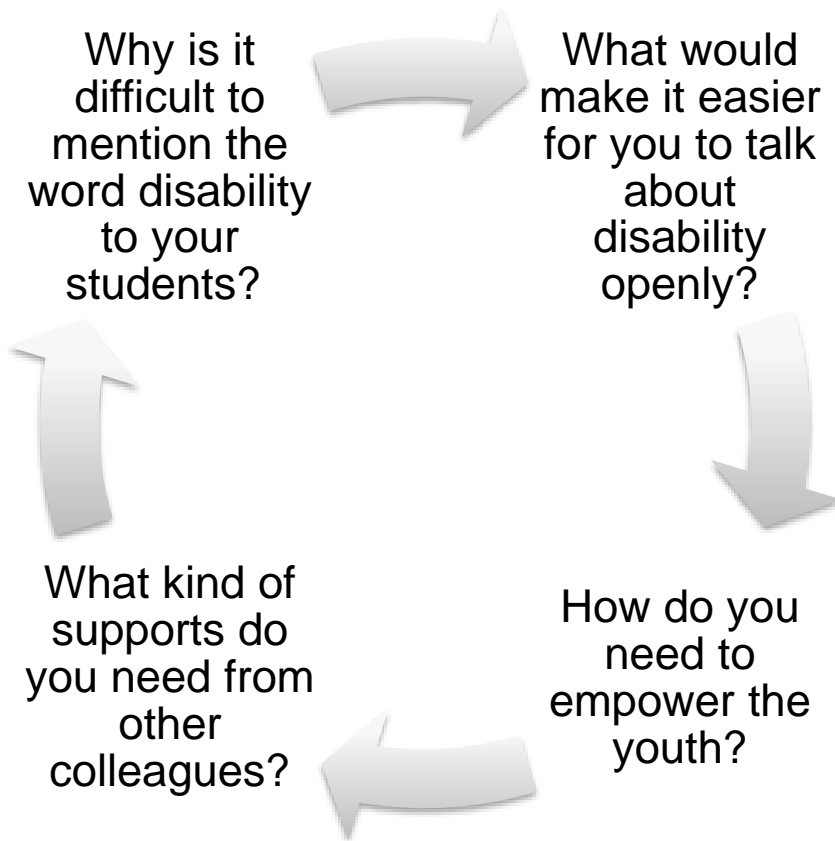 Why is it
difficult to
mention the
word disability
to your
students?
What would
make it easier
for you to talk
about
disability
openly?
How do you
need to
empower the
youth?
What kind of
supports do
you need from
other
colleagues?